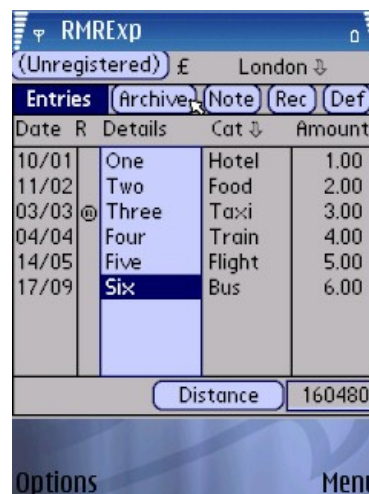 RMRExp
(Unregistered) £ London
Entries Archive Note Rec Def
Date R Details Cat Amount
10/01 One Hotel 1.00
11/02 Two Food 2.00
03/03 m Three Taxi 3.00
04/04 Four Train 4.00
14/05 Five Flight 5.00
17/09 Six Bus 6.00
Distance 160480
Options Menu